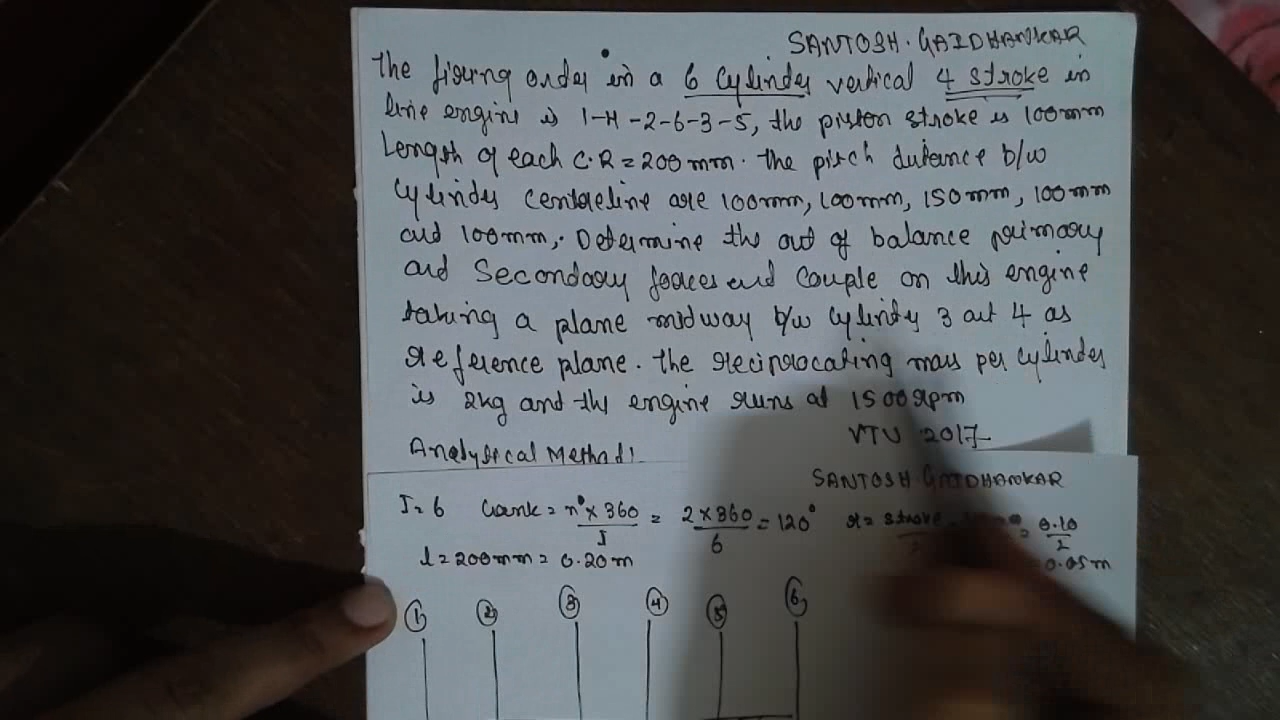 SANTOSH. GAIDHANKAR
The firing order in a 6 cylinder vertical 4 stroke in
line engine is 1-4-2-6-3-5, the piston stroke is 100mm
Length of each C.R = 200 mm. the pitch distance b/w
cylinder centreline are 100mm, 100mm, 150mm, 100mm
and 100mm,. Determine the out of balance primary
and Secondary forces and Couple on this engine
taking a plane midway b/w cylindy 3 and 4 as
reference plane. the reciprocating mass per cylinder
is 2kg and the engine runs at 1500rpm
VTU 2017
Analytical Method:
SANTOSH. GAIDHANKAR
I=6 Crank = n° x 360 / I = 2 x 360 / 6 = 120° r = stroke = 0.10 / 2
l = 200mm = 0.20m 0.05m
1 2 3 4 5 6